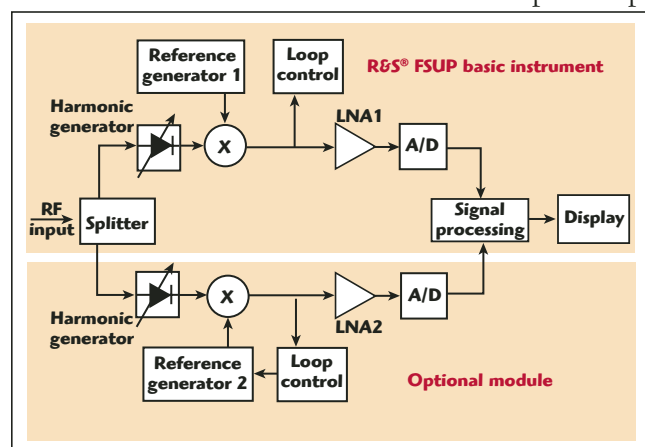 Reference
generator 1
Loop
control
R&S® FSUP basic instrument
Harmonic
generator
LNA1
X
A/D
RF
input
Splitter
Signal
processing
Display
X
A/D
Harmonic
generator
LNA2
Reference
generator 2
Loop
control
Optional module